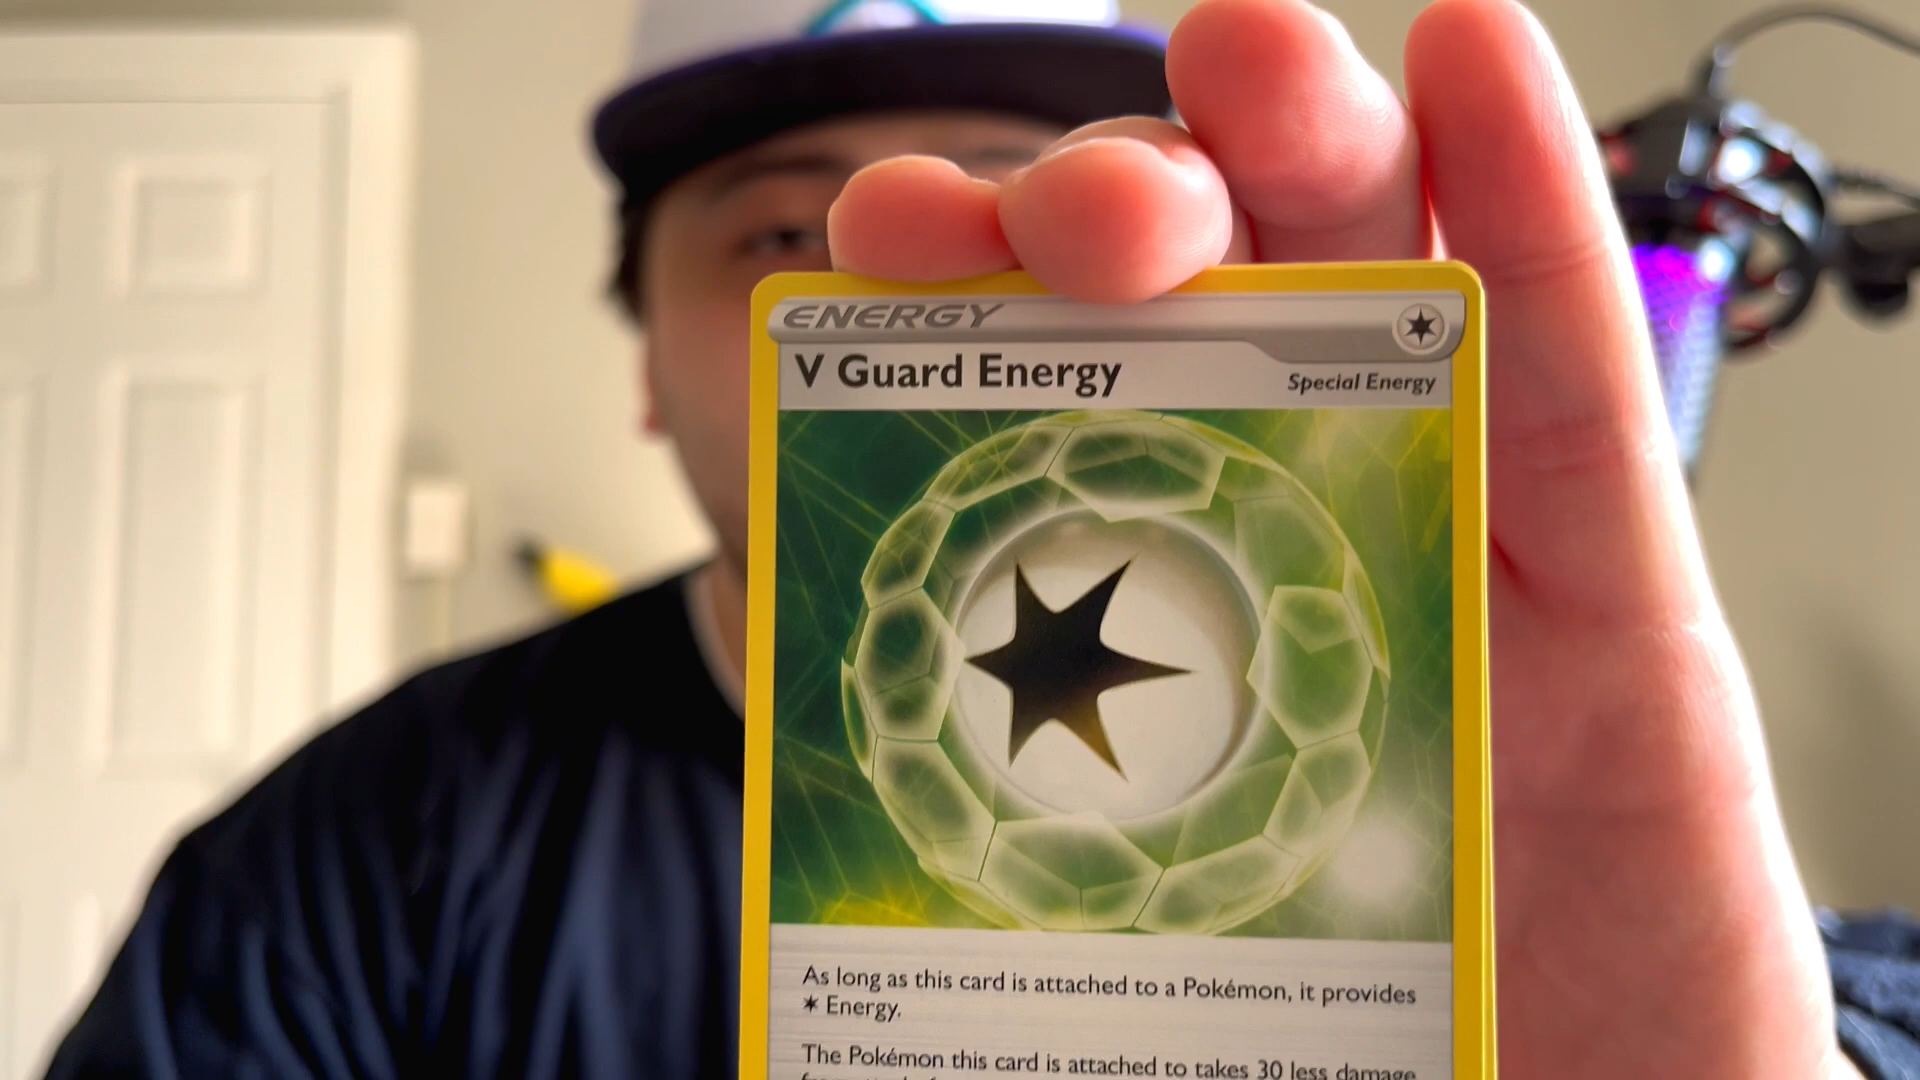 ENERGY
V Guard Energy
Special Energy
As long as this card is attached to a Pokémon, it provides
✶ Energy.
The Pokémon this card is attached to takes 30 less damage